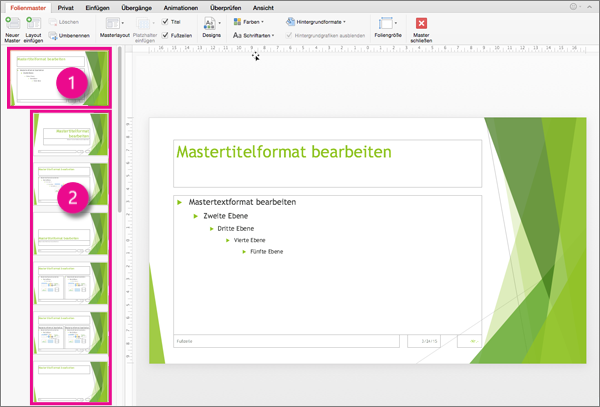 Folienmaster Privat Einfügen Übergänge Animationen Überprüfen Ansicht
Neuer Master
Layout einfügen
Löschen
Umbenennen
Masterlayout
Platzhalter einfügen
Titel
Fußzeilen
Designs
Farben
Schriftarten
Hintergrundformate
Hintergrundgrafiken ausblenden
Foliengröße
Master schließen
1
2
Mastertitelformat bearbeiten
Mastertextformat bearbeiten
Zweite Ebene
Dritte Ebene
Vierte Ebene
Fünfte Ebene
Fußzeile